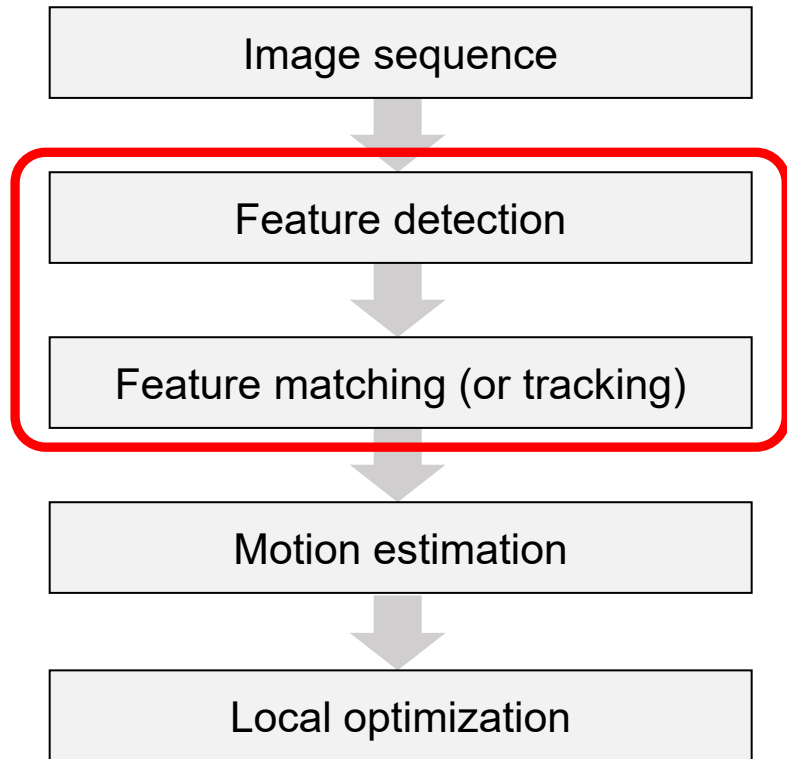 Image sequence
Feature detection
Feature matching (or tracking)
Motion estimation
Local optimization